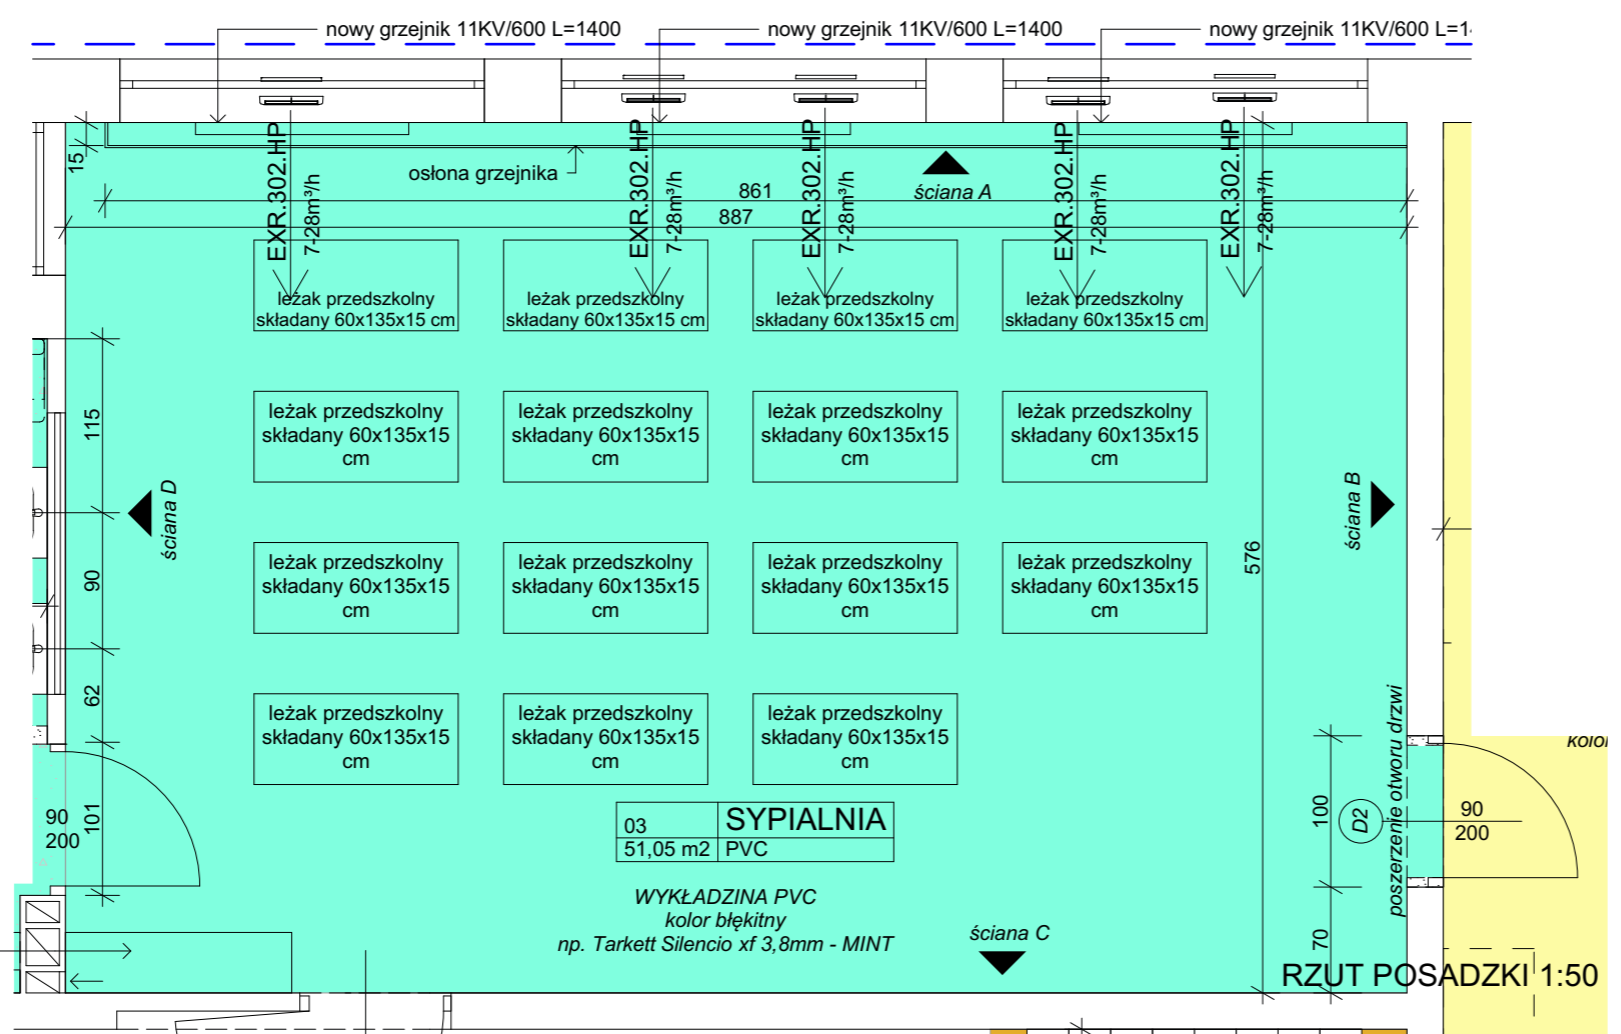 nowy grzejnik 11KV/600 L=1400
nowy grzejnik 11KV/600 L=1400
nowy grzejnik 11KV/600 L=1
EXR.302.HP
7-28m³/h
EXR.302.HP
7-28m³/h
EXR.302.HP
7-28m³/h
EXR.302.HP
7-28m³/h
EXR.302.HP
7-28m³/h
15
osłona grzejnika
861
887
ściana A
leżak przedszkolny
składany 60x135x15 cm
leżak przedszkolny
składany 60x135x15 cm
leżak przedszkolny
składany 60x135x15 cm
leżak przedszkolny
składany 60x135x15 cm
115
leżak przedszkolny
składany 60x135x15
cm
leżak przedszkolny
składany 60x135x15
cm
leżak przedszkolny
składany 60x135x15
cm
leżak przedszkolny
składany 60x135x15
cm
ściana D
ściana B
90
leżak przedszkolny
składany 60x135x15
cm
leżak przedszkolny
składany 60x135x15
cm
leżak przedszkolny
składany 60x135x15
cm
leżak przedszkolny
składany 60x135x15
cm
576
62
leżak przedszkolny
składany 60x135x15
cm
leżak przedszkolny
składany 60x135x15
cm
leżak przedszkolny
składany 60x135x15
cm
poszerzenie otworu drzwi
kolor
90
200
101
03 SYPIALNIA
51,05 m2 PVC
100
D2
90
200
WYKŁADZINA PVC
kolor błękitny
np. Tarkett Silencio xf 3,8mm - MINT
ściana C
70
RZUT POSADZKI 1:50